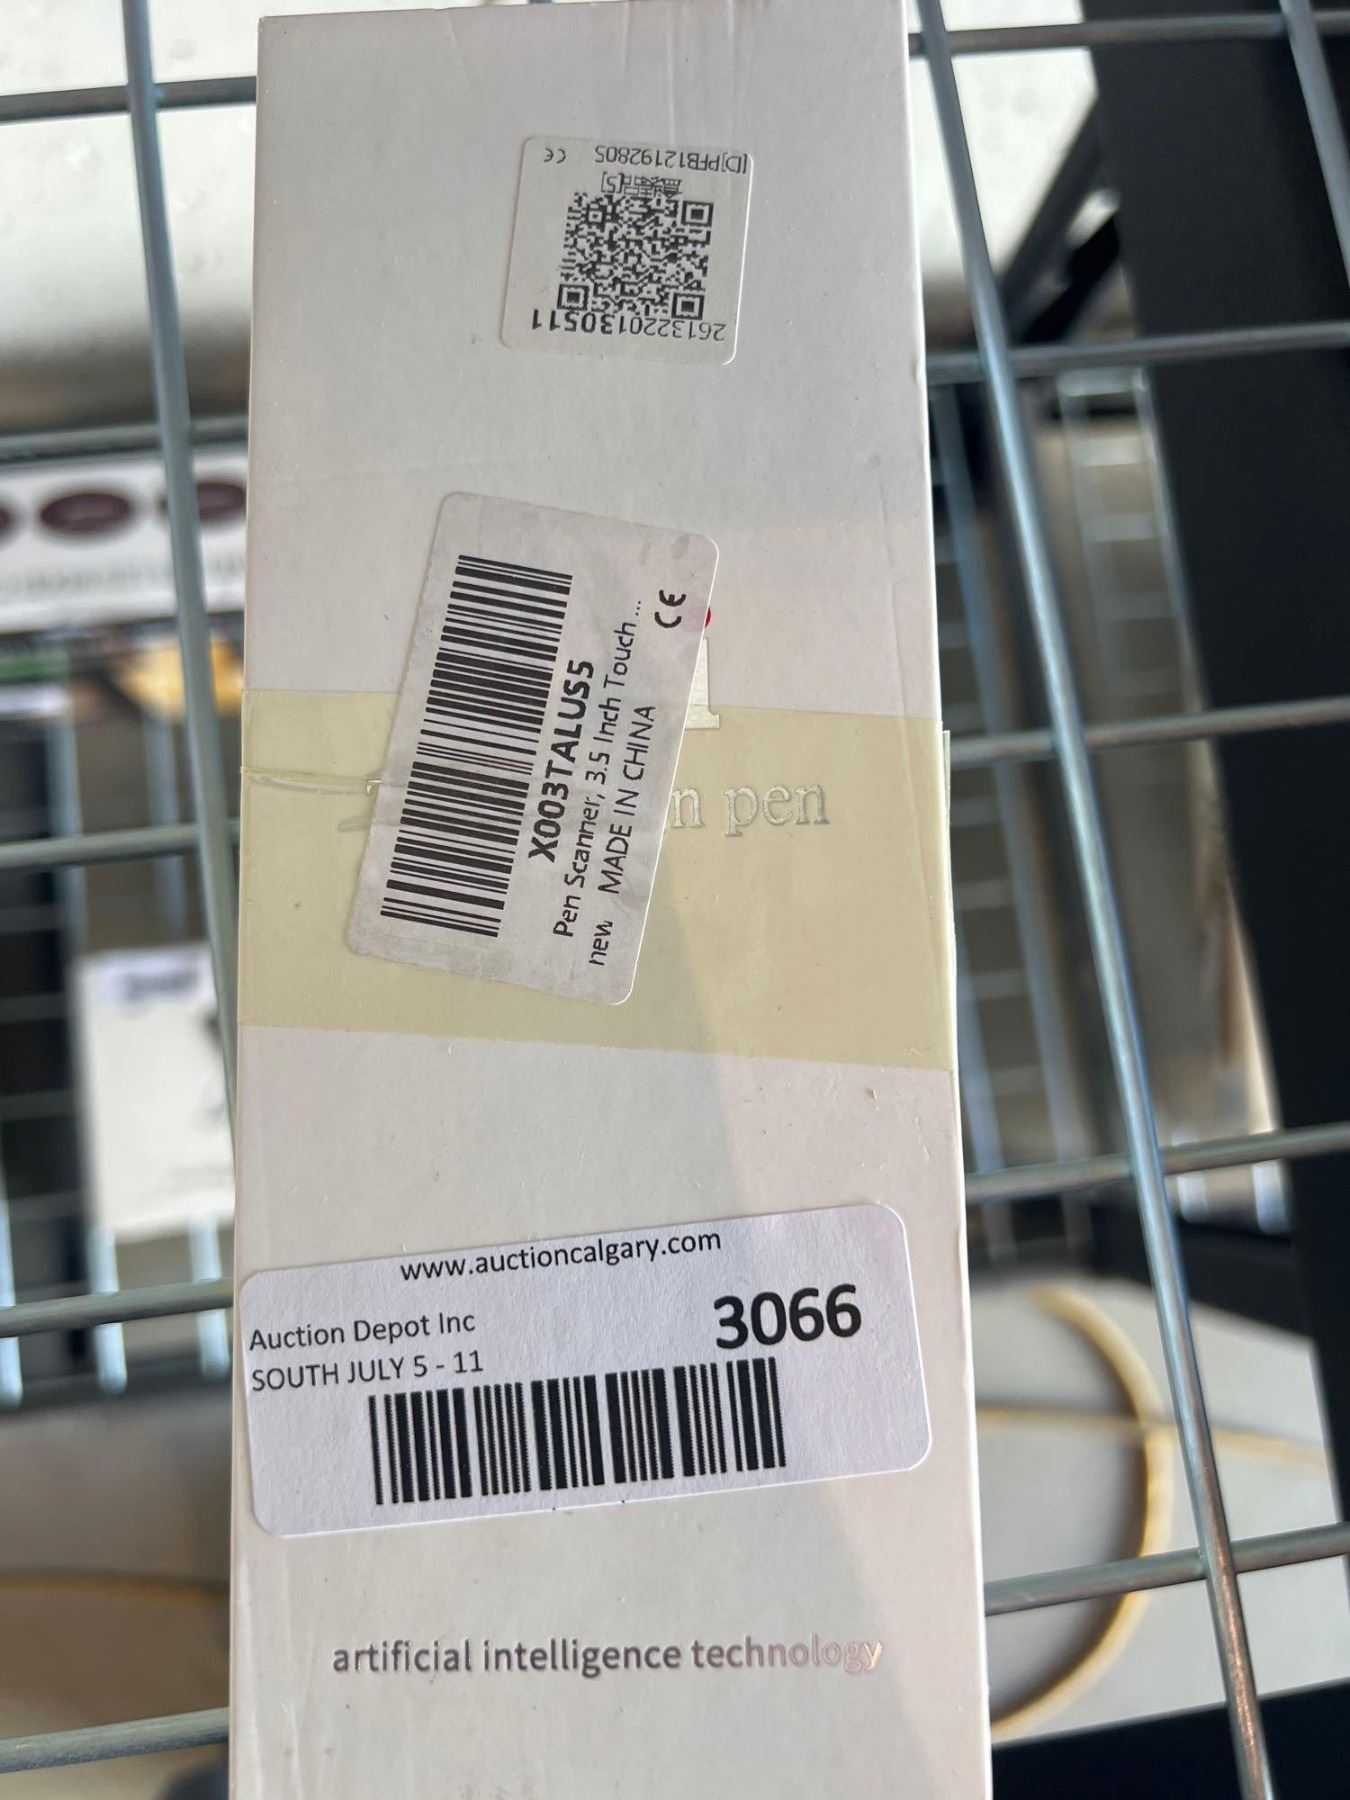 [D]PFB12192805 CE
2613220130511
X003TALUS5
Pen Scanner, 3.5 Inch Touch ...
new MADE IN CHINA
CE
i
n pen
www.auctioncalgary.com
Auction Depot Inc
3066
SOUTH JULY 5 - 11
artificial intelligence technology